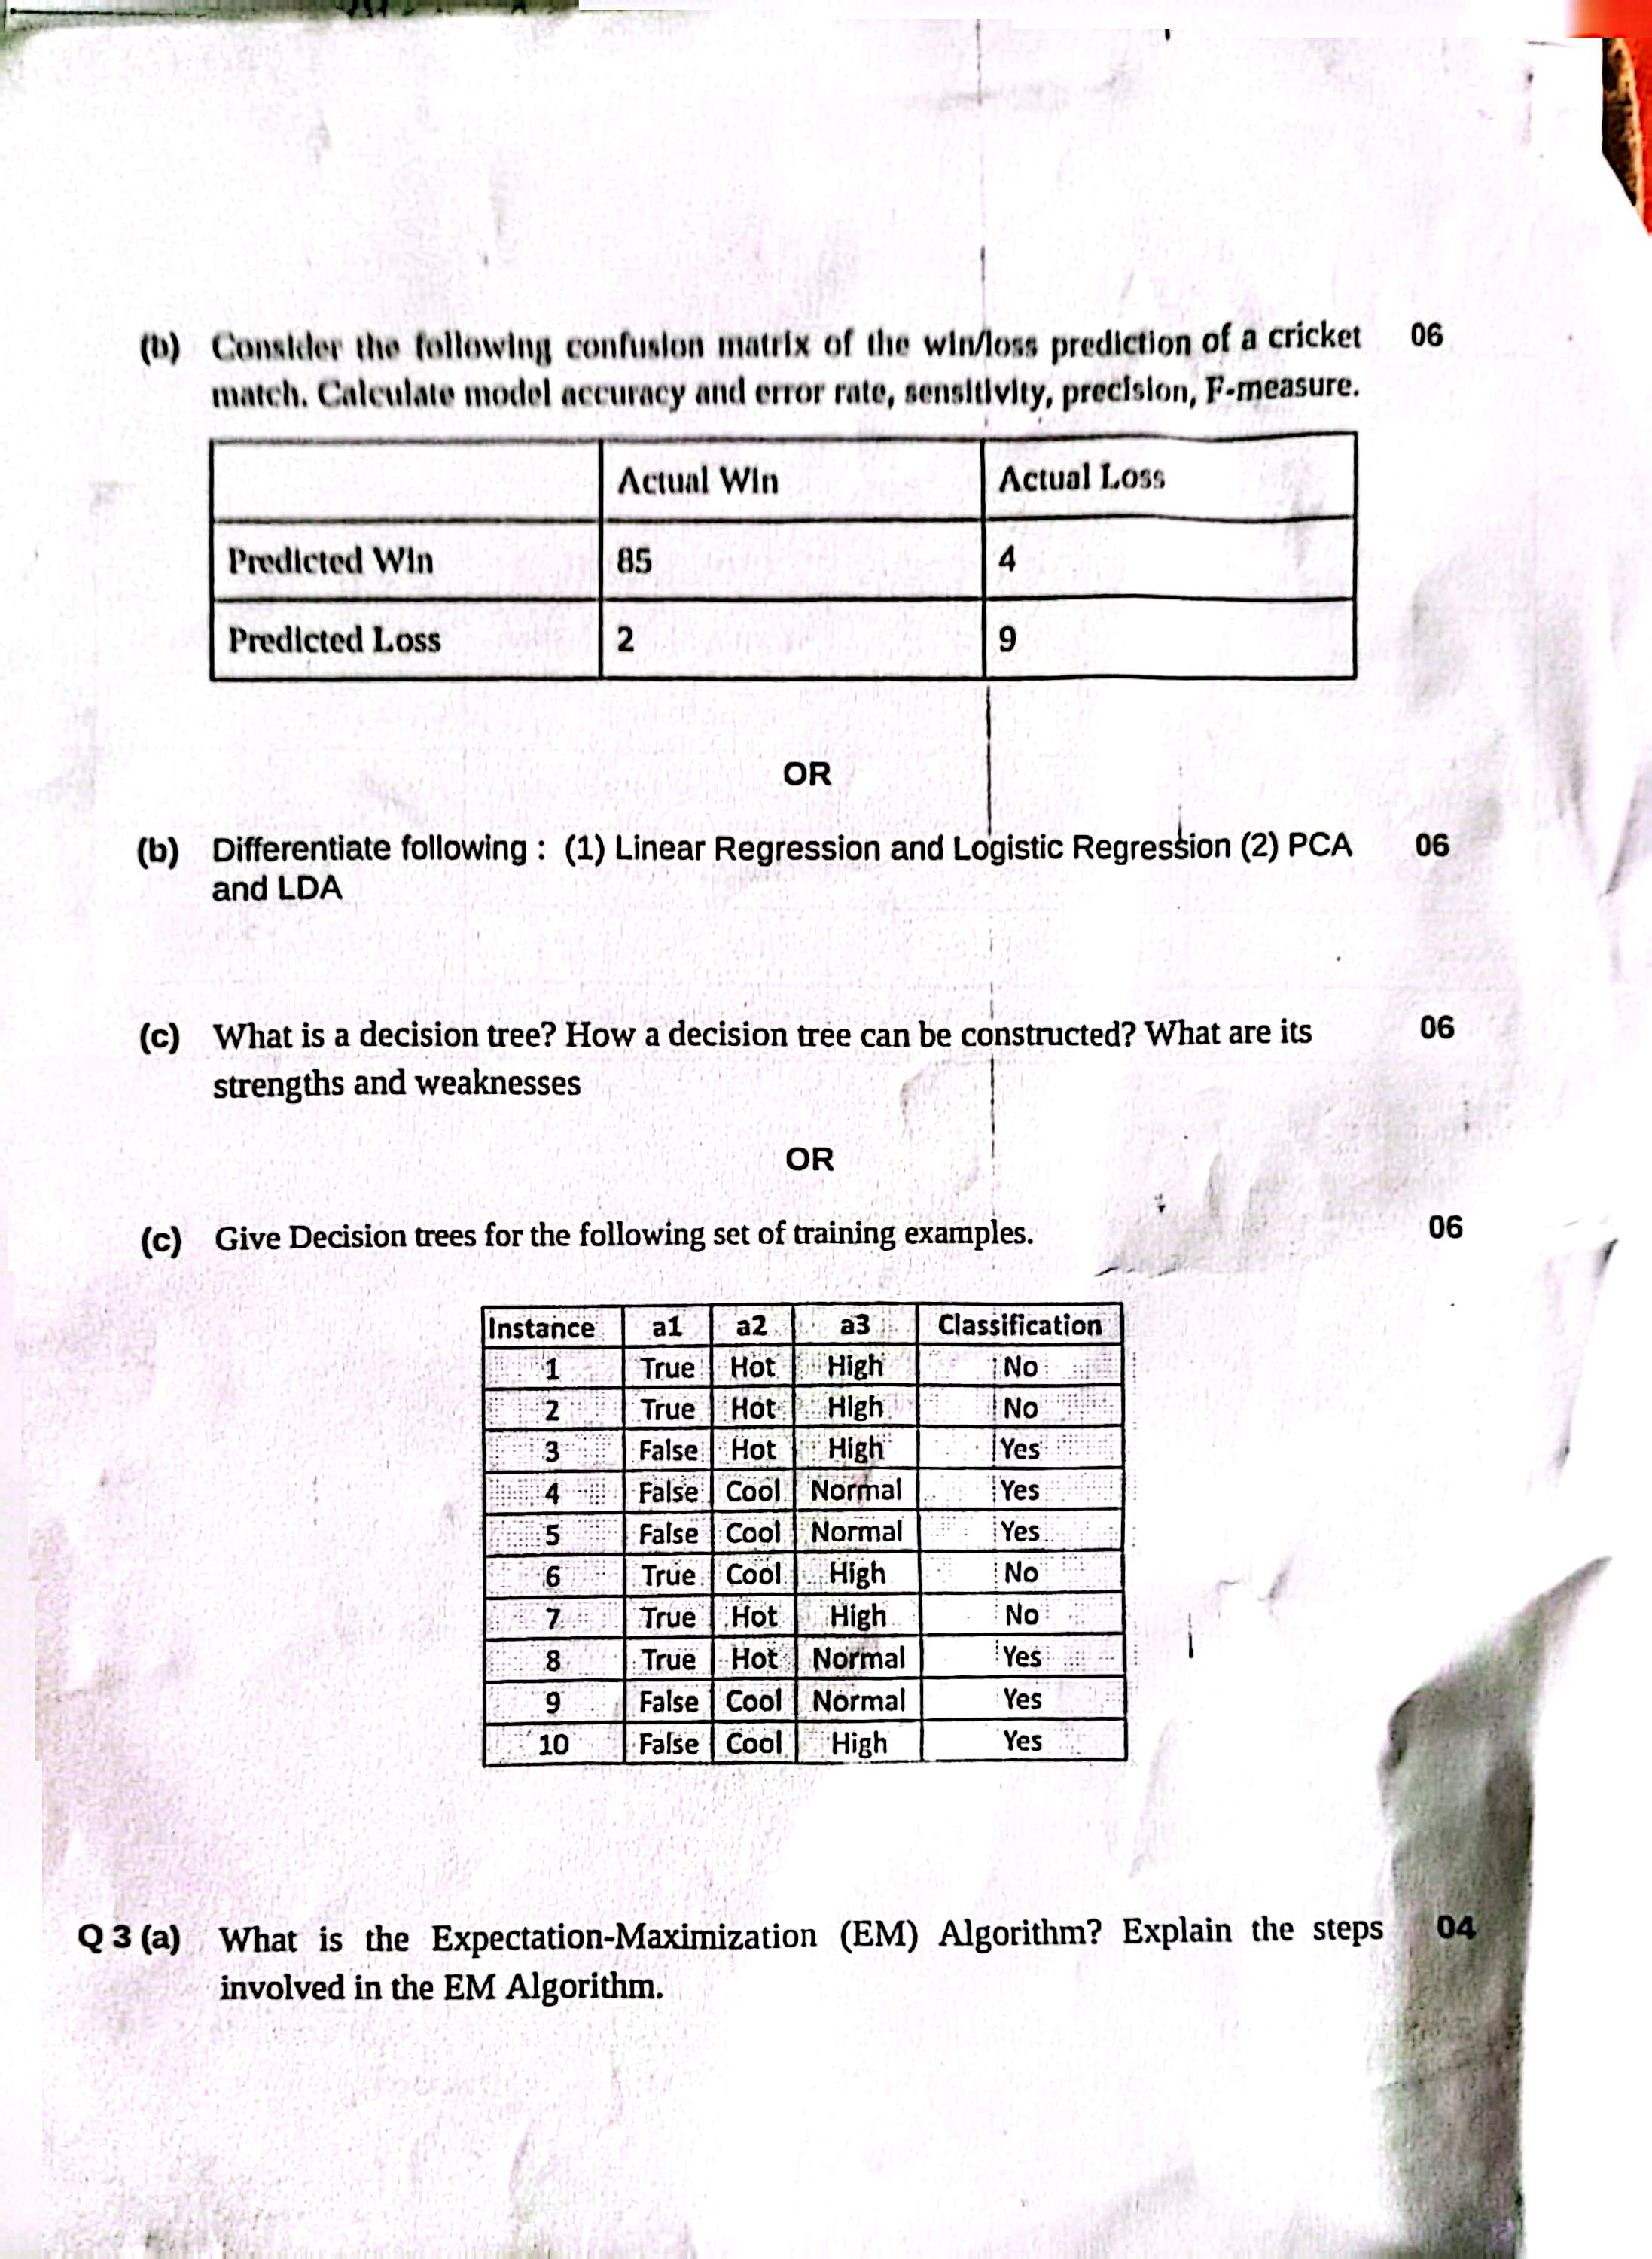 (b) Consider the following confusion matrix of the win/loss prediction of a cricket 06
match. Calculate model accuracy and error rate, sensitivity, precision, F-measure.
Actual Win Actual Loss
Predicted Win 85 4
Predicted Loss 2 9
OR
(b) Differentiate following : (1) Linear Regression and Logistic Regression (2) PCA 06
and LDA
(c) What is a decision tree? How a decision tree can be constructed? What are its 06
strengths and weaknesses
OR
(c) Give Decision trees for the following set of training examples. 06
Instance a1 a2 a3 Classification
1 True Hot High No
2 True Hot High No
3 False Hot High Yes
4 False Cool Normal Yes
5 False Cool Normal Yes
6 True Cool High No
7 True Hot High No
8 True Hot Normal Yes
9 False Cool Normal Yes
10 False Cool High Yes
Q 3 (a) What is the Expectation-Maximization (EM) Algorithm? Explain the steps 04
involved in the EM Algorithm.